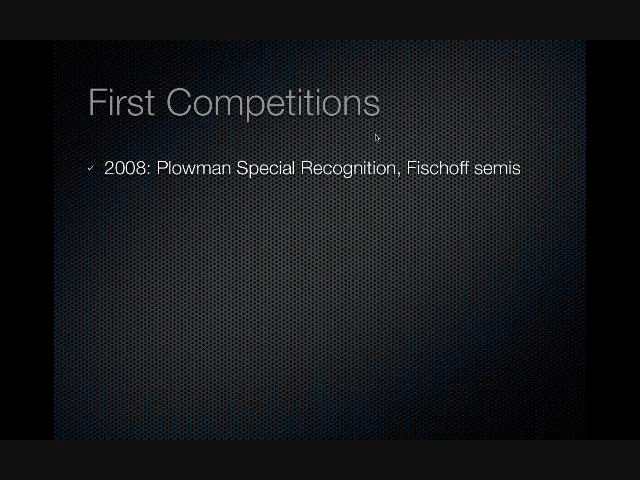 First Competitions
✓ 2008: Plowman Special Recognition, Fischoff semis